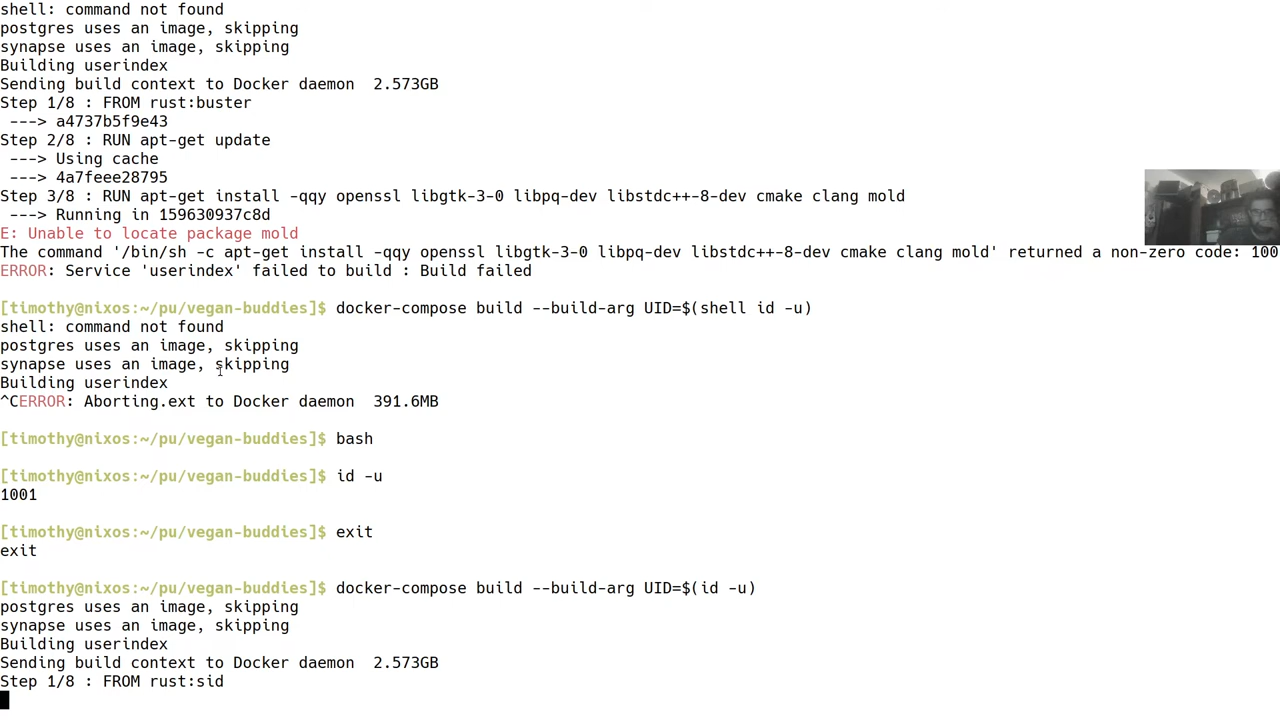 shell: command not found
postgres uses an image, skipping
synapse uses an image, skipping
Building userindex
Sending build context to Docker daemon  2.573GB
Step 1/8 : FROM rust:buster
 ---> a4737b5f9e43
Step 2/8 : RUN apt-get update
 ---> Using cache
 ---> 4a7feee28795
Step 3/8 : RUN apt-get install -qqy openssl libgtk-3-0 libpq-dev libstdc++-8-dev cmake clang mold
 ---> Running in 159630937c8d
E: Unable to locate package mold
The command '/bin/sh -c apt-get install -qqy openssl libgtk-3-0 libpq-dev libstdc++-8-dev cmake clang mold' returned a non-zero code: 100
ERROR: Service 'userindex' failed to build : Build failed
[timothy@nixos:~/pu/vegan-buddies]$ docker-compose build --build-arg UID=$(shell id -u)
shell: command not found
postgres uses an image, skipping
synapse uses an image, skipping
Building userindex
^CERROR: Aborting.ext to Docker daemon  391.6MB
[timothy@nixos:~/pu/vegan-buddies]$ bash
[timothy@nixos:~/pu/vegan-buddies]$ id -u
1001
[timothy@nixos:~/pu/vegan-buddies]$ exit
exit
[timothy@nixos:~/pu/vegan-buddies]$ docker-compose build --build-arg UID=$(id -u)
postgres uses an image, skipping
synapse uses an image, skipping
Building userindex
Sending build context to Docker daemon  2.573GB
Step 1/8 : FROM rust:sid